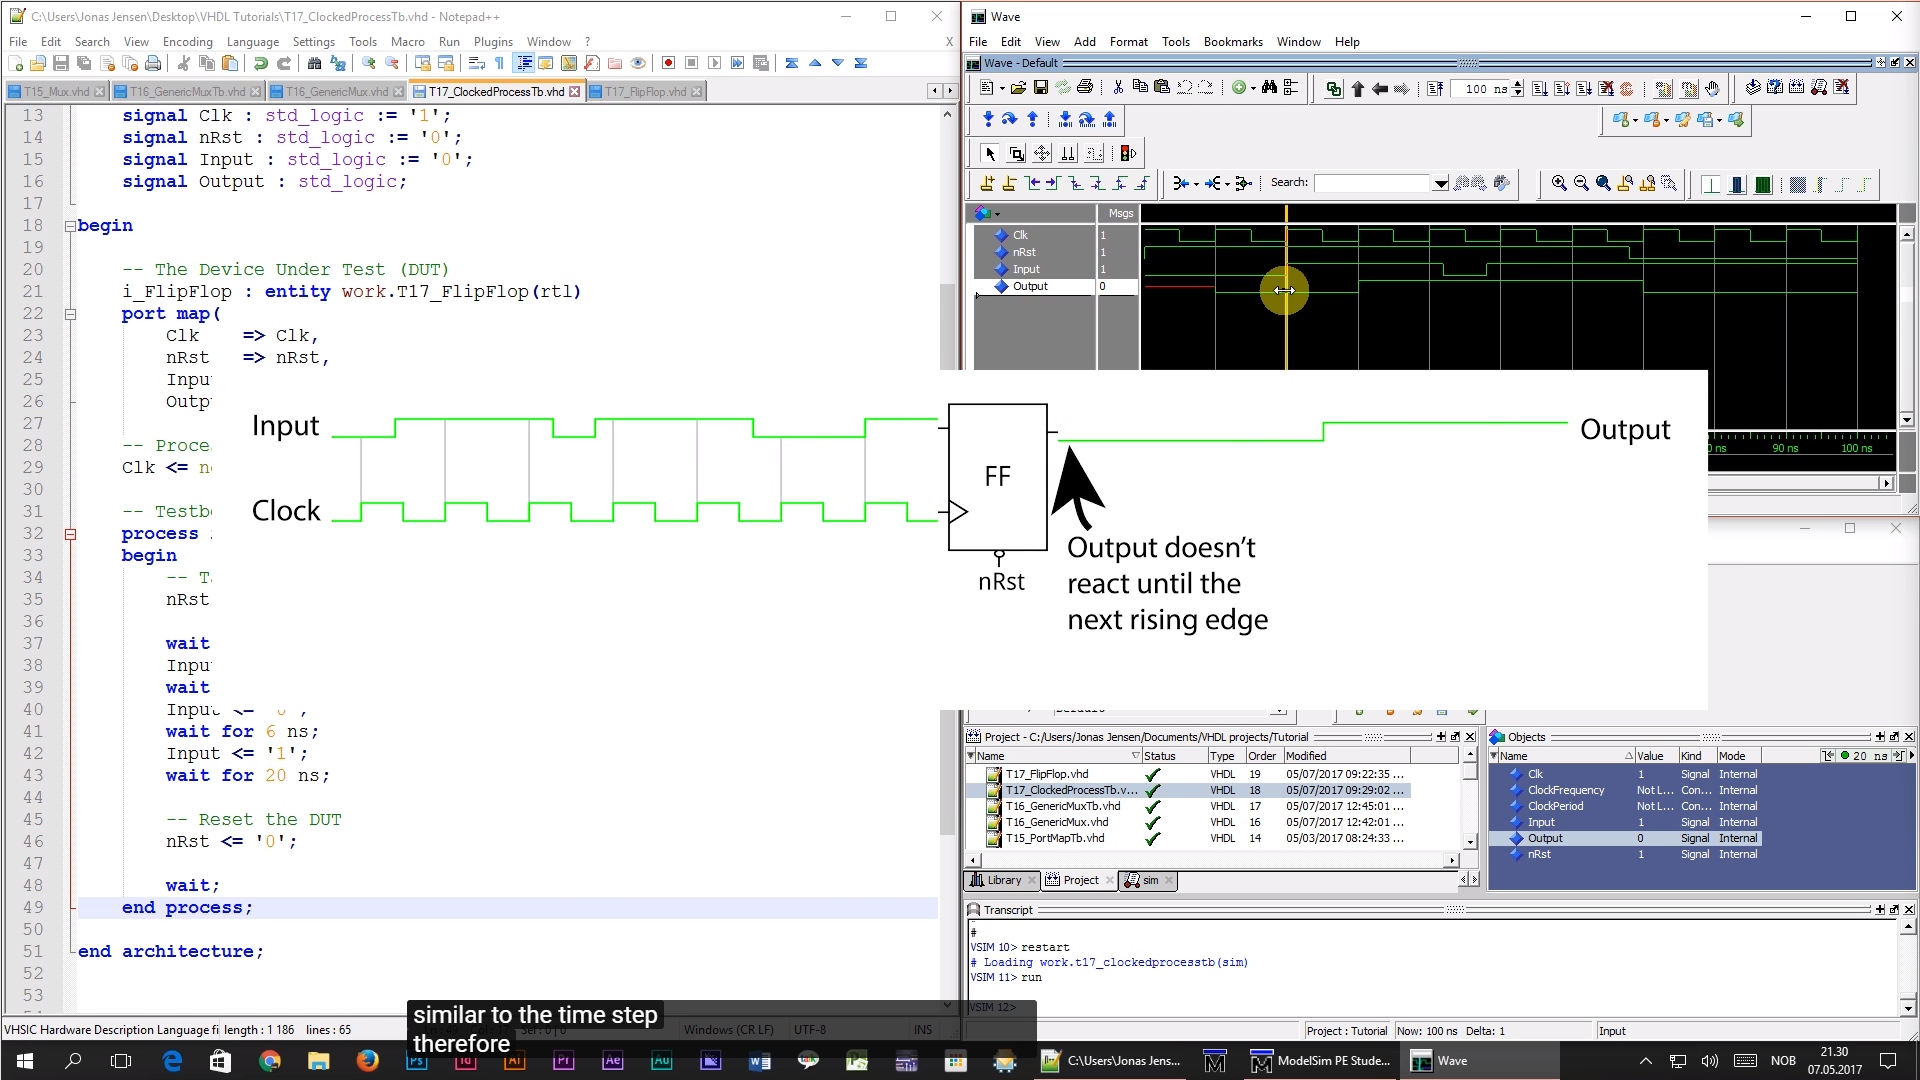 C:\Users\Jonas Jensen\Desktop\VHDL Tutorials\T17_ClockedProcessTb.vhd - Notepad++
File Edit Search View Encoding Language Settings Tools Macro Run Plugins Window ? X
T15_Mux.vhd T16_GenericMuxTb.vhd T16_GenericMux.vhd T17_ClockedProcessTb.vhd T17_FlipFlop.vhd
13 signal Clk : std_logic := '1';
14 signal nRst : std_logic := '0';
15 signal Input : std_logic := '0';
16 signal Output : std_logic;
17
18 begin
19
20 -- The Device Under Test (DUT)
21 i_FlipFlop : entity work.T17_FlipFlop(rtl)
22 port map(
23 Clk => Clk,
24 nRst => nRst,
25 Inpu
26 Outp
27
28 -- Proce
29 Clk <= n
30
31 -- Testb
32 process
33 begin
34 -- T
35 nRst
36
37 wait
38 Inpu
39 wait
40
41 wait for 6 ns;
42 Input <= '1';
43 wait for 20 ns;
44
45 -- Reset the DUT
46 nRst <= '0';
47
48 wait;
49 end process;
50
51 end architecture;
52
53
VHSIC Hardware Description Language fi length : 1 186 lines : 65 Windows (CR LF) UTF-8 INS
Wave
File Edit View Add Format Tools Bookmarks Window Help
Wave - Default
100 ns
Search:
Msgs
Clk 1
nRst 1
Input 1
Output 0
90 ns 100 ns
Input
Clock
FF
nRst
Output
Output doesn't
react until the
next rising edge
Project - C:/Users/Jonas Jensen/Documents/VHDL projects/Tutorial
Name Status Type Order Modified
T17_FlipFlop.vhd VHDL 19 05/07/2017 09:22:35 ...
T17_ClockedProcessTb.v... VHDL 18 05/07/2017 09:29:02 ...
T16_GenericMuxTb.vhd VHDL 17 05/07/2017 12:45:01 ...
T16_GenericMux.vhd VHDL 16 05/07/2017 12:42:01 ...
T15_PortMapTb.vhd VHDL 14 05/03/2017 08:24:33 ...
Library Project sim
Objects
Name Value Kind Mode 20 ns
Clk 1 Signal Internal
ClockFrequency Not L... Con... Internal
ClockPeriod Not L... Con... Internal
Input 1 Signal Internal
Output 0 Signal Internal
nRst 1 Signal Internal
Transcript
#
VSIM 10> restart
# Loading work.t17_clockedprocesstb(sim)
VSIM 11> run
VSIM 12>
Project : Tutorial Now: 100 ns Delta: 1 Input
similar to the time step
therefore
C:\Users\Jonas Jens... ModelSim PE Stude... Wave NOB 21.30
07.05.2017